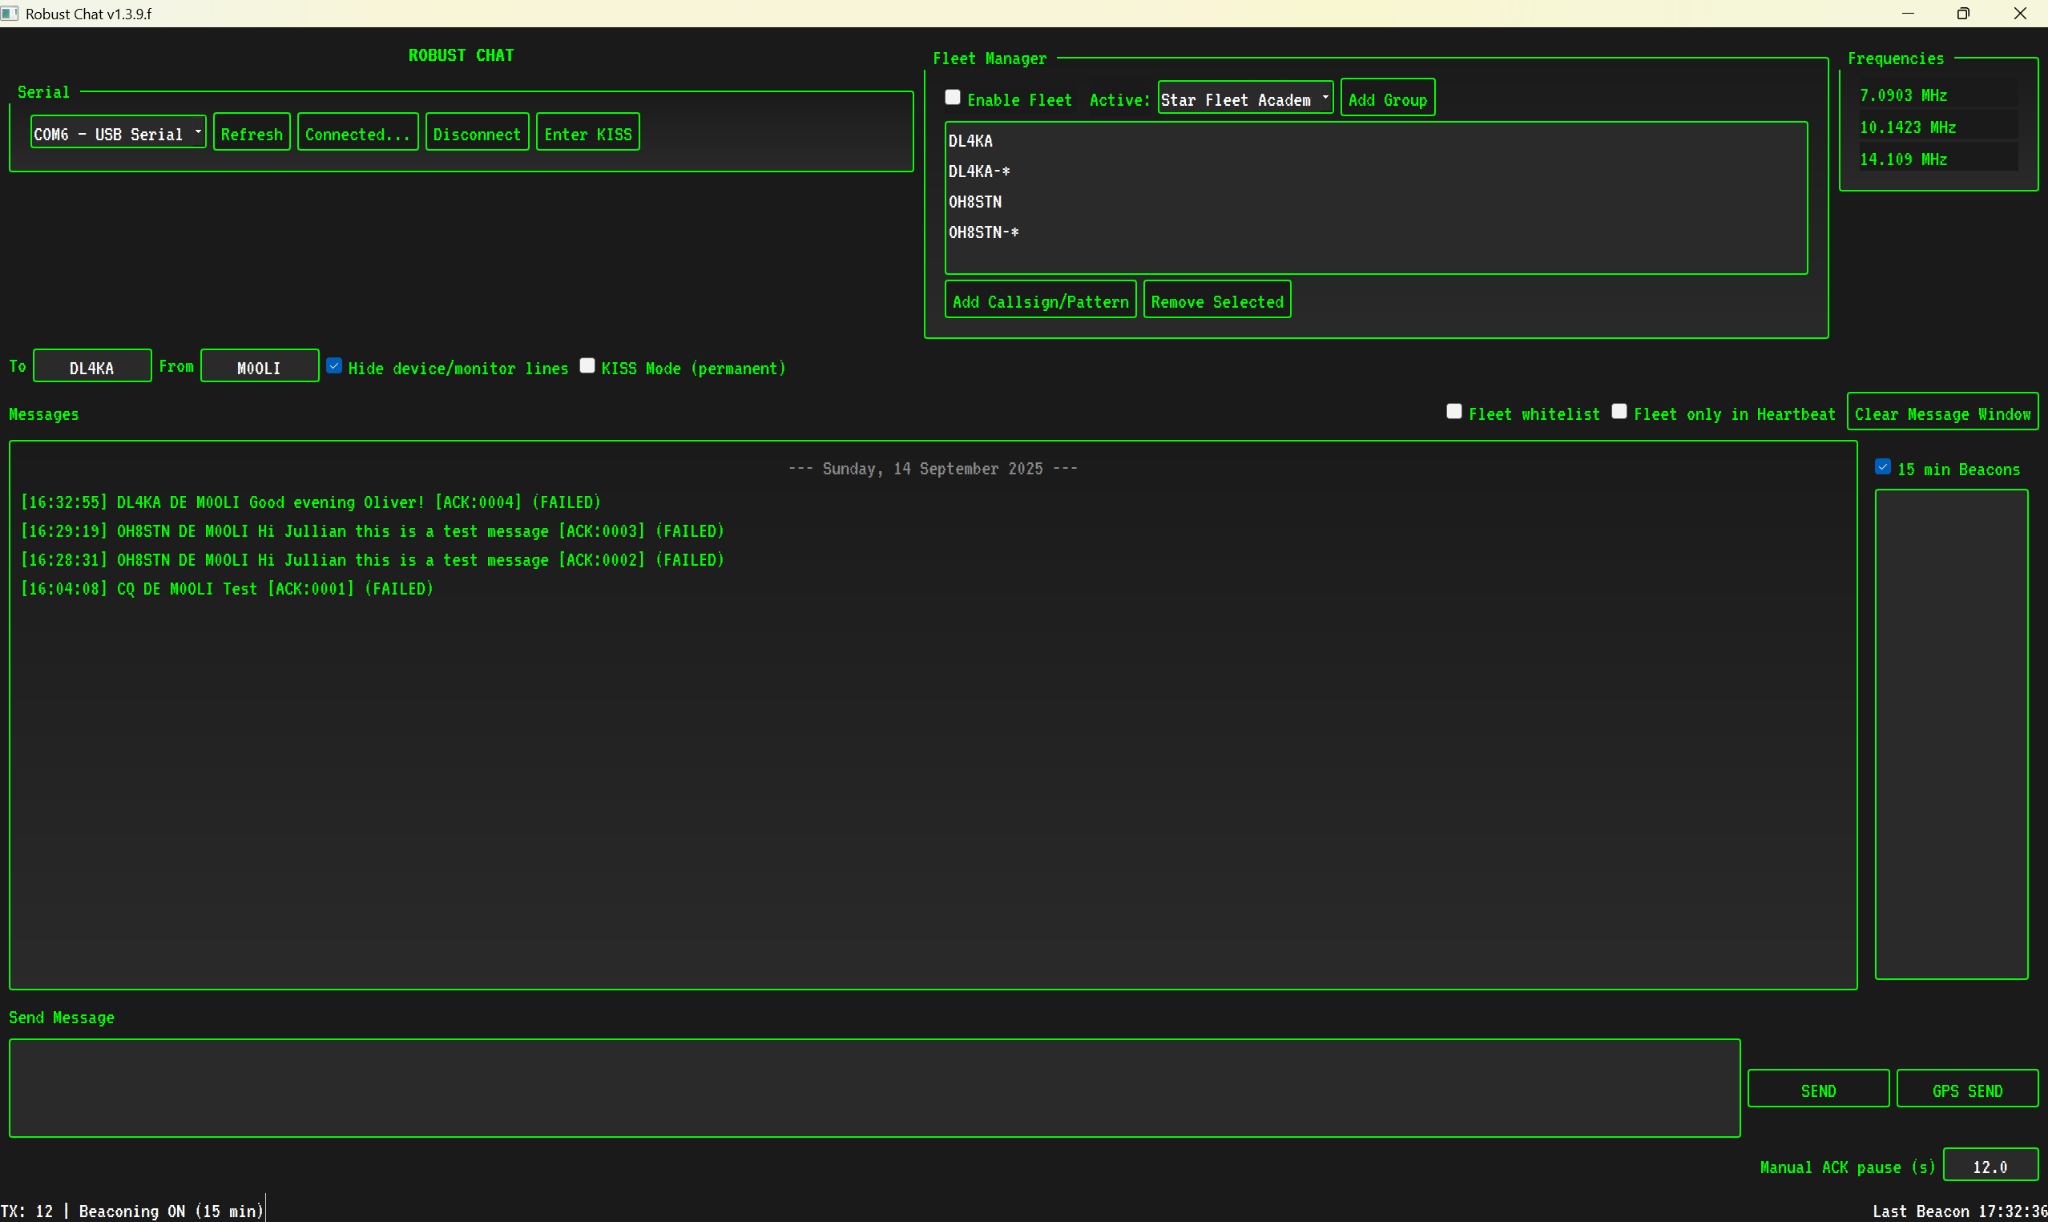 Robust Chat v1.3.9.f
ROBUST CHAT
Serial
COM6 - USB Serial
Refresh
Connected...
Disconnect
Enter KISS
Fleet Manager
Enable Fleet
Active:
Star Fleet Academ
Add Group
DL4KA
DL4KA-*
OH8STN
OH8STN-*
Add Callsign/Pattern
Remove Selected
Frequencies
7.0903 MHz
10.1423 MHz
14.109 MHz
To
DL4KA
From
M0OLI
Hide device/monitor lines
KISS Mode (permanent)
Messages
Fleet whitelist
Fleet only in Heartbeat
Clear Message Window
--- Sunday, 14 September 2025 ---
[16:32:55] DL4KA DE M0OLI Good evening Oliver! [ACK:0004] (FAILED)
[16:29:19] OH8STN DE M0OLI Hi Jullian this is a test message [ACK:0003] (FAILED)
[16:28:31] OH8STN DE M0OLI Hi Jullian this is a test message [ACK:0002] (FAILED)
[16:04:08] CQ DE M0OLI Test [ACK:0001] (FAILED)
15 min Beacons
Send Message
SEND
GPS SEND
Manual ACK pause (s)
12.0
TX: 12 | Beaconing ON (15 min)
Last Beacon 17:32:36